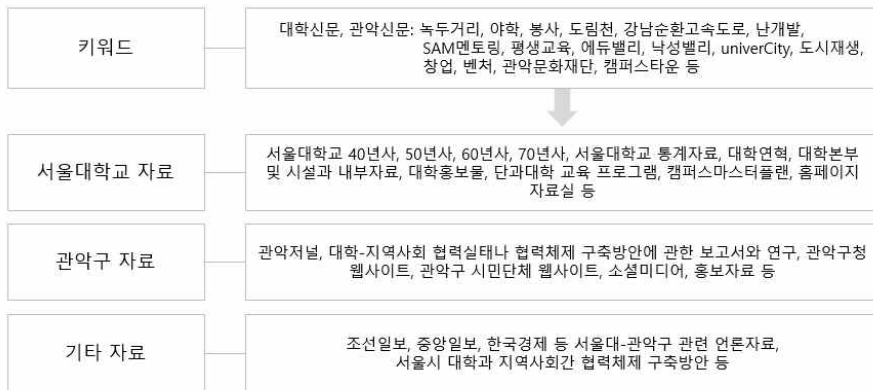 키워드
대학신문, 관악신문: 녹두거리, 야학, 봉사, 도림천, 강남순환고속도로, 난개발,
SAM멘토링, 평생교육, 에듀밸리, 낙성밸리, univerCity, 도시재생,
창업, 벤처, 관악문화재단, 캠퍼스타운 등
서울대학교 자료
서울대학교 40년사, 50년사, 60년사, 70년사, 서울대학교 통계자료, 대학연혁, 대학본부
및 시설과 내부자료, 대학홍보물, 단과대학 교육 프로그램, 캠퍼스마스터플랜, 홈페이지
자료실 등
관악구 자료
관악저널, 대학-지역사회 협력실태나 협력체제 구축방안에 관한 보고서와 연구, 관악구청
웹사이트, 관악구 시민단체 웹사이트, 소셜미디어, 홍보자료 등
기타 자료
조선일보, 중앙일보, 한국경제 등 서울대-관악구 관련 언론자료,
서울시 대학과 지역사회간 협력체제 구축방안 등